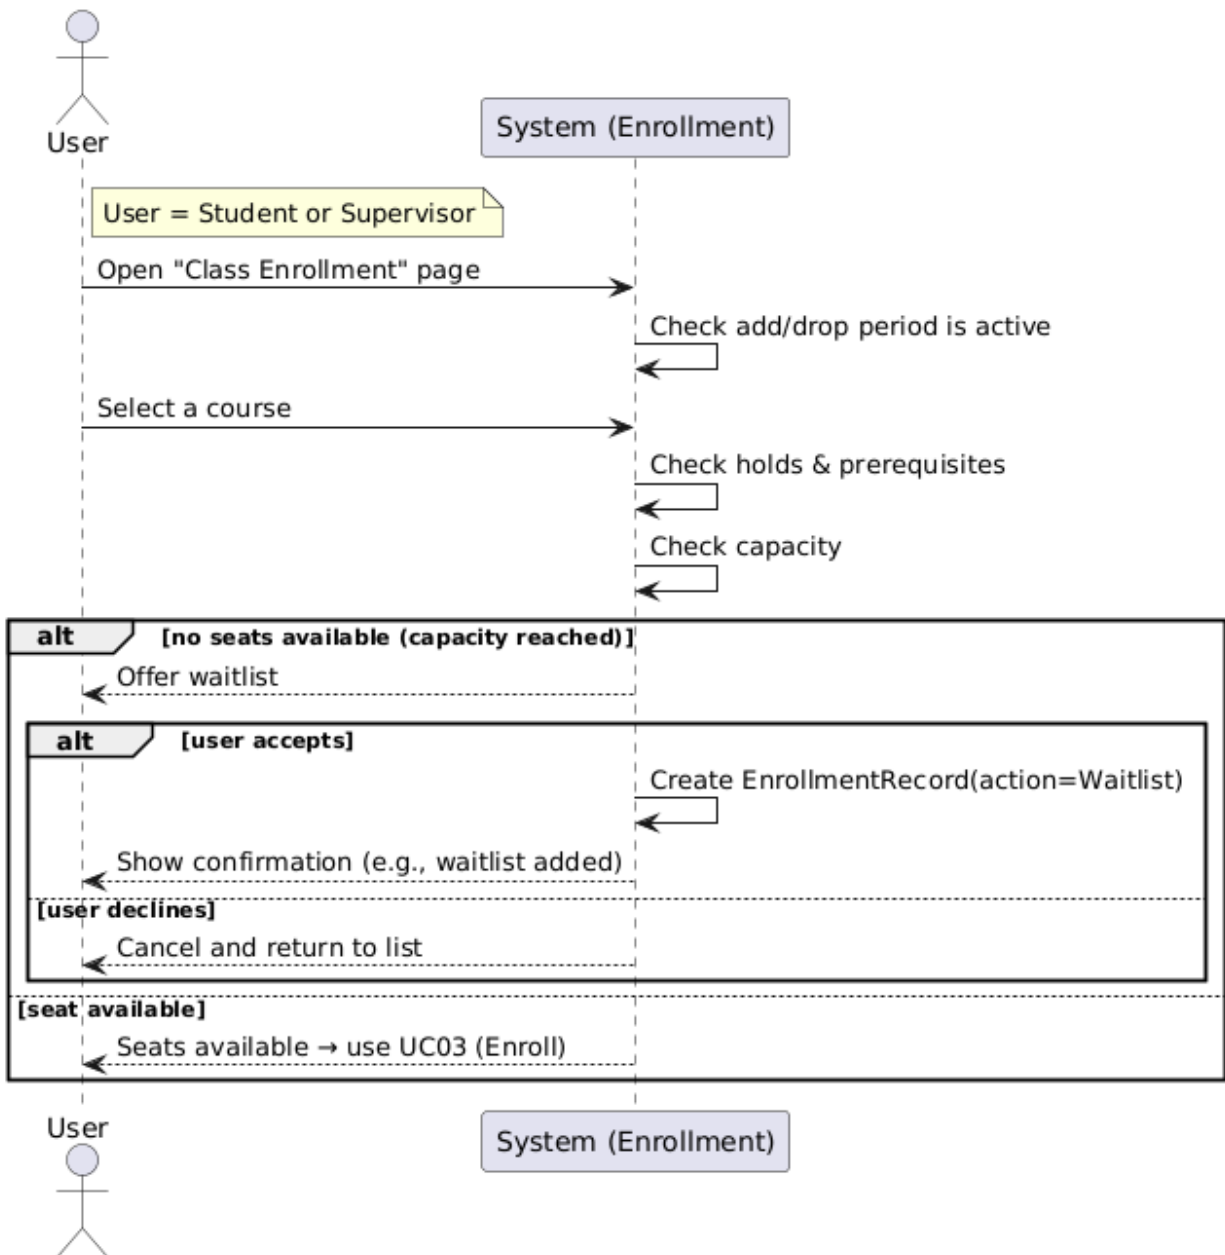 User
System (Enrollment)
User = Student or Supervisor
Open "Class Enrollment" page
Check add/drop period is active
Select a course
Check holds & prerequisites
Check capacity
alt [no seats available (capacity reached)]
Offer waitlist
alt [user accepts]
Create EnrollmentRecord(action=Waitlist)
Show confirmation (e.g., waitlist added)
[user declines]
Cancel and return to list
[seat available]
Seats available → use UC03 (Enroll)
User
System (Enrollment)